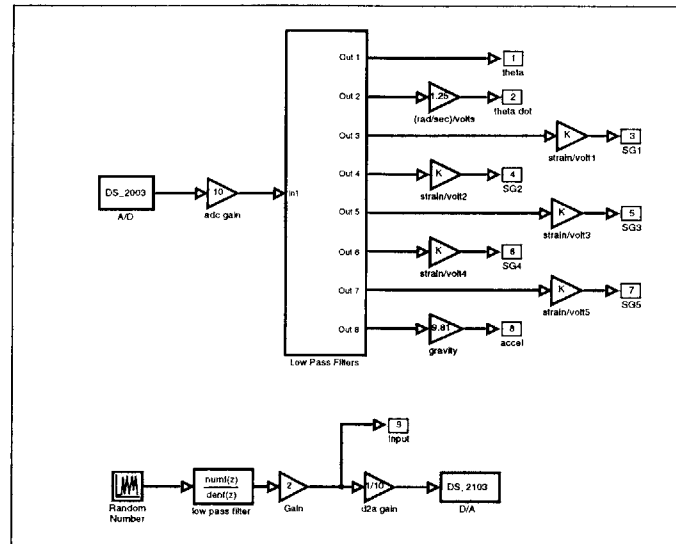 Out 1
1
theta
Out 2
1.25
2
(rad/sec)/volts
theta dot
Out 3
K
3
strain/volt1
SG1
Out 4
K
4
strain/volt2
SG2
DS_2003
10
In1
A/D
adc gain
Out 5
K
5
strain/volt3
SG3
Out 6
K
6
strain/volt4
SG4
Out 7
K
7
strain/volt5
SG5
Out 8
9.81
8
gravity
accel
Low Pass Filters
9
Input
numf(z)
denf(z)
2
1/10
DS_2103
Random
Number
low pass filter
Gain
d2a gain
D/A